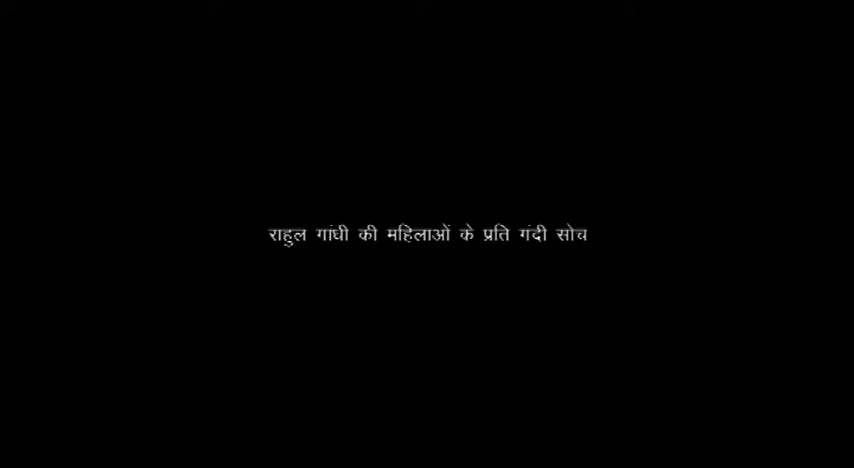 राहुल गांधी की महिलाओं के प्रति गंदी सोच